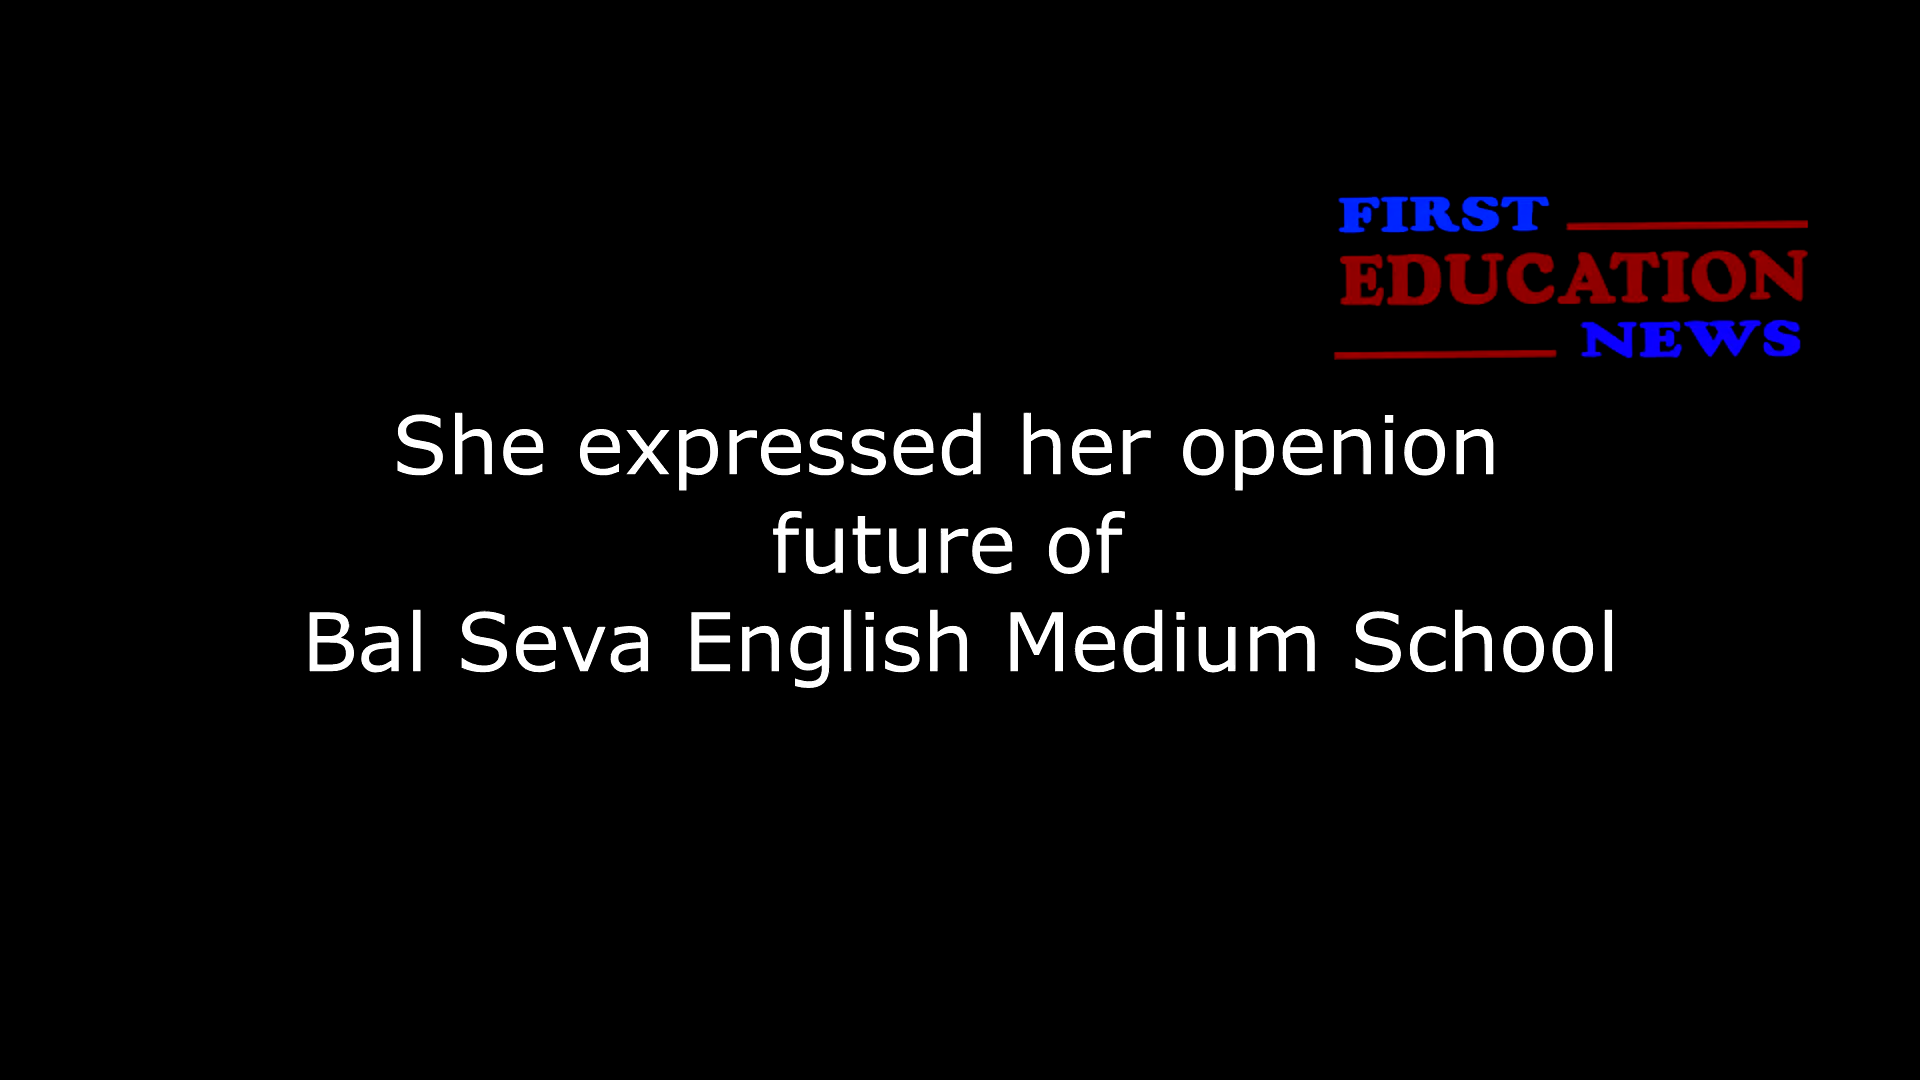 FIRST
EDUCATION
NEWS
She expressed her openion
future of
Bal Seva English Medium School